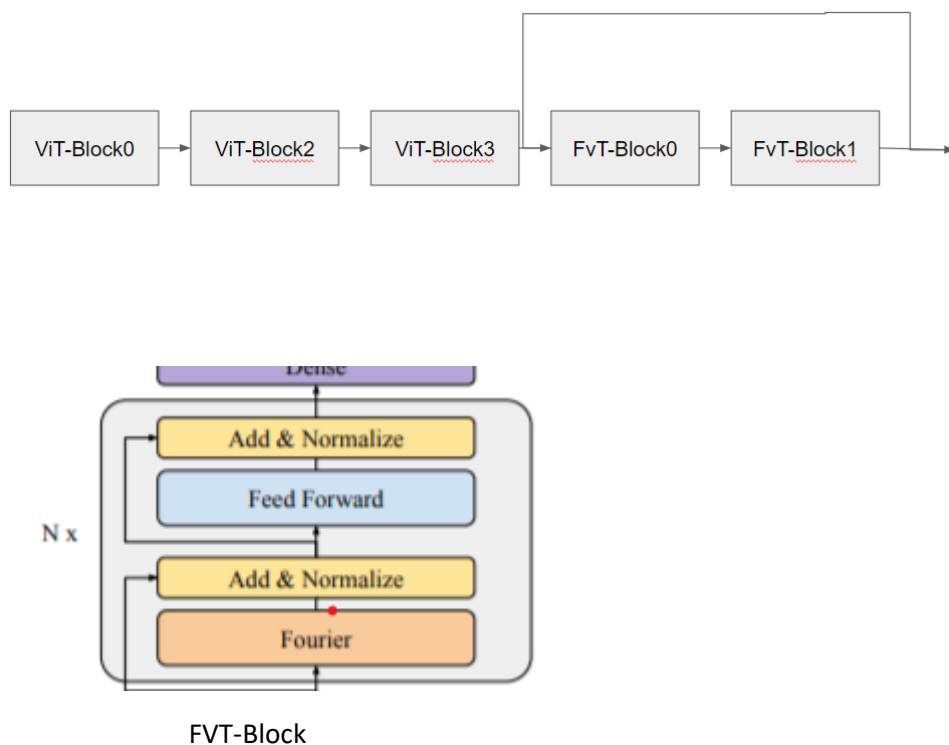 ViT-Block0
ViT-Block2
ViT-Block3
FvT-Block0
FvT-Block1
Dense
Add & Normalize
Feed Forward
N x
Add & Normalize
Fourier
FVT-Block